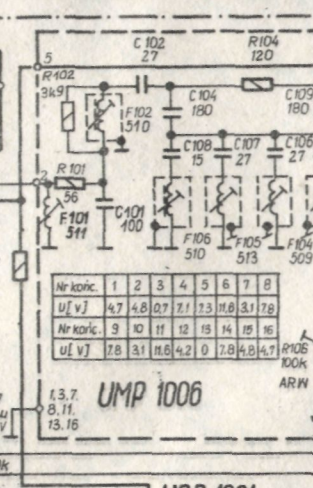 C 102
27
R104
120
5
R102
3k9
C104
180
C109
180
F102
510
C108
15
C107
27
C106
27
2
R101
56
F101
511
C101
100
F106
510
F105
513
F104
509
Nr końc. 1 2 3 4 5 6 7 8
U[V] 4,7 4,8 0,7 7,1 7,3 11,6 3,1 7,8
Nr końc. 9 10 11 12 13 14 15 16
U[V] 7,8 3,1 11,6 4,2 0 7,8 4,8 4,7
R106
100k
ARW
UMP 1006
1,3,7.
8,11.
13.16